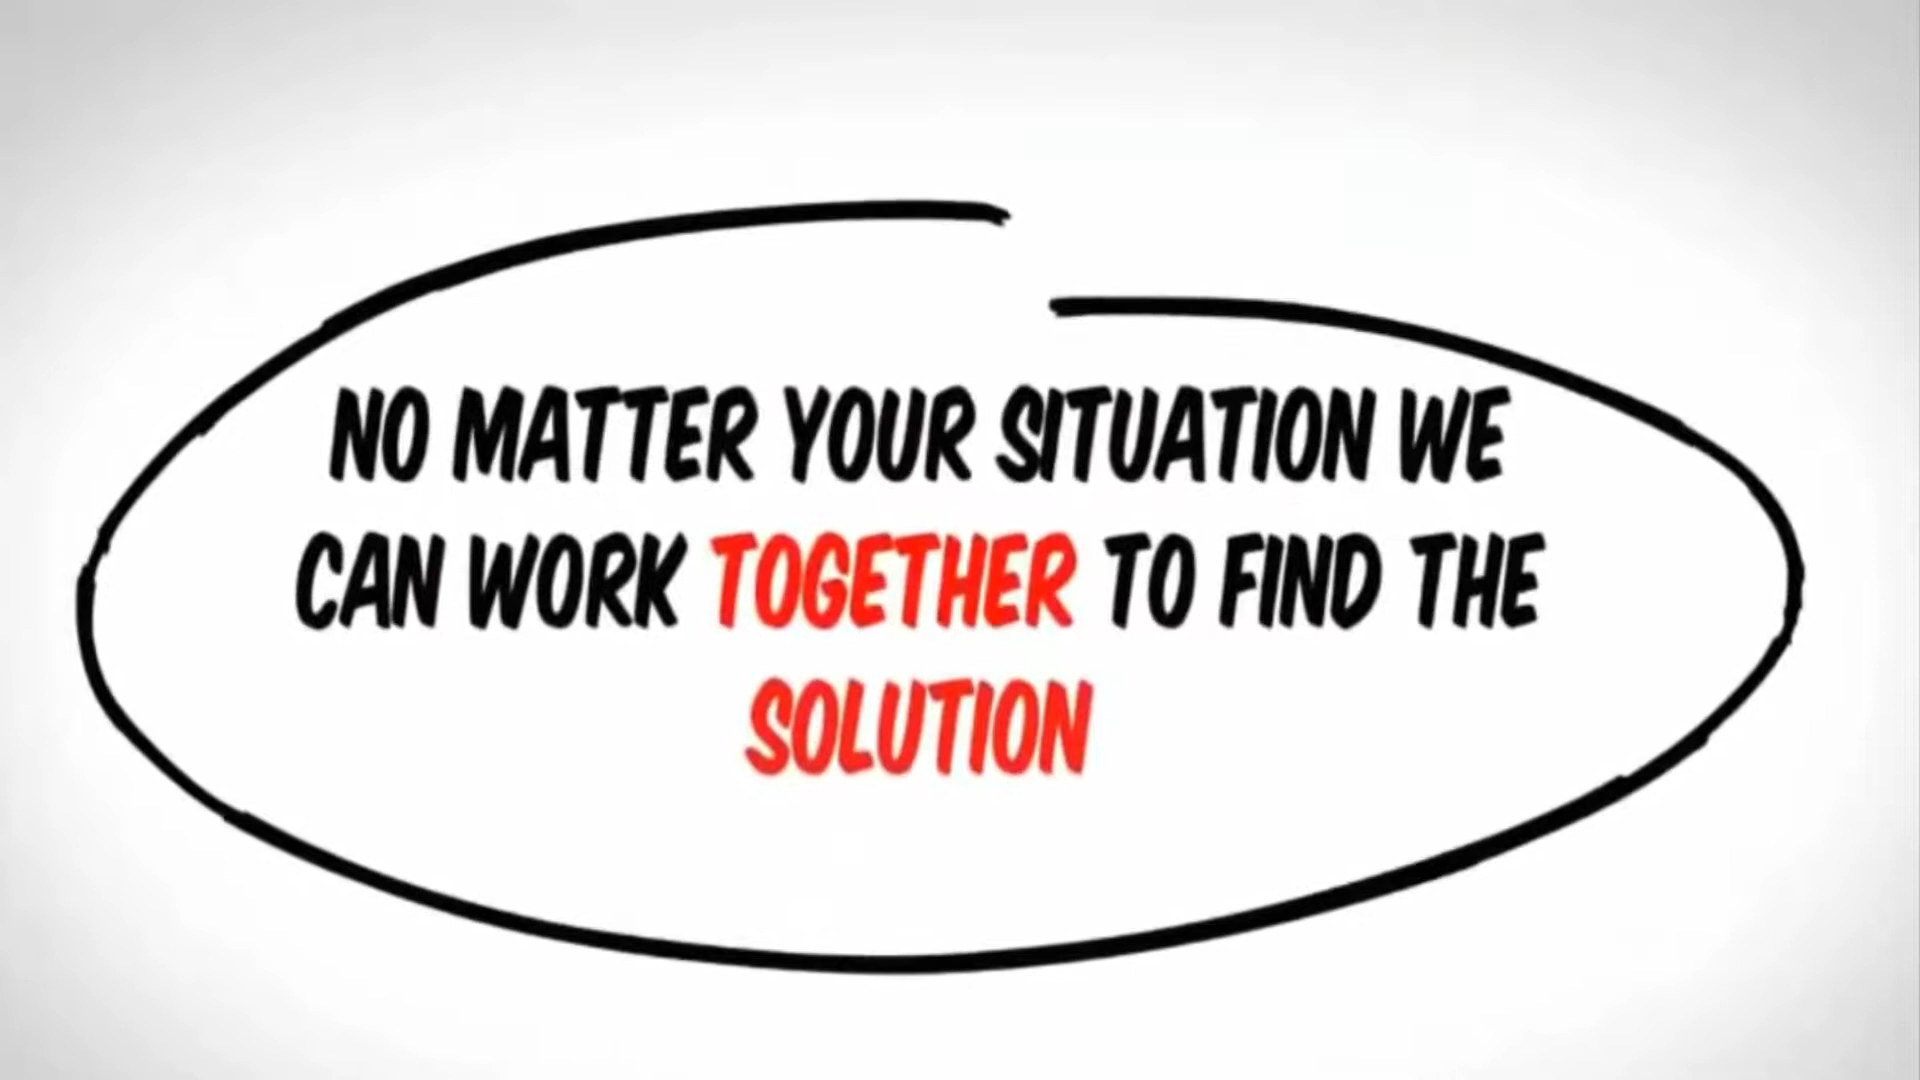 NO MATTER YOUR SITUATION WE
CAN WORK TOGETHER TO FIND THE
SOLUTION